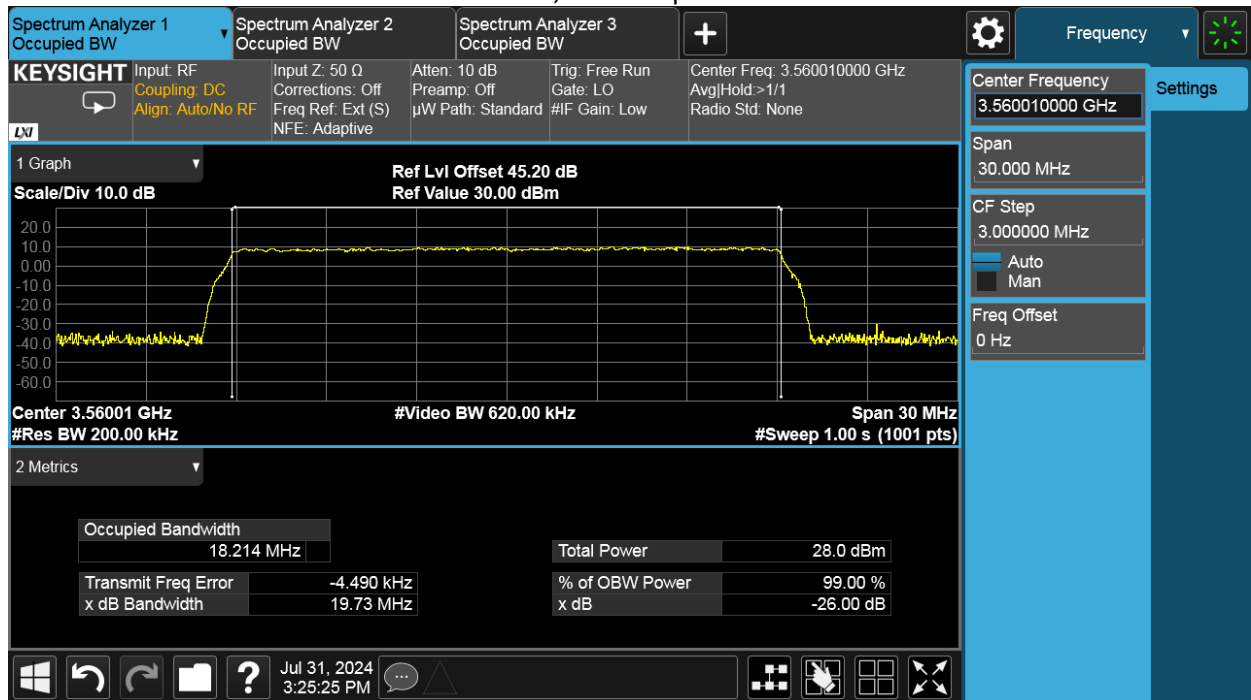 Spectrum Analyzer 1
Occupied BW
Spectrum Analyzer 2
Occupied BW
Spectrum Analyzer 3
Occupied BW
+
Frequency
KEYSIGHT
LXI
Input: RF
Coupling: DC
Align: Auto/No RF
Input Z: 50 Ω
Corrections: Off
Freq Ref: Ext (S)
NFE: Adaptive
Atten: 10 dB
Preamp: Off
µW Path: Standard
Trig: Free Run
Gate: LO
#IF Gain: Low
Center Freq: 3.560010000 GHz
Avg|Hold:>1/1
Radio Std: None
Center Frequency
3.560010000 GHz
Settings
Span
30.000 MHz
CF Step
3.000000 MHz
Auto
Man
Freq Offset
0 Hz
1 Graph
Scale/Div 10.0 dB
Ref Lvl Offset 45.20 dB
Ref Value 30.00 dBm
20.0
10.0
0.00
-10.0
-20.0
-30.0
-40.0
-50.0
-60.0
Center 3.56001 GHz
#Video BW 620.00 kHz
Span 30 MHz
#Res BW 200.00 kHz
#Sweep 1.00 s (1001 pts)
2 Metrics
Occupied Bandwidth
18.214 MHz
Total Power 28.0 dBm
Transmit Freq Error -4.490 kHz
% of OBW Power 99.00 %
x dB Bandwidth 19.73 MHz
x dB -26.00 dB
?
Jul 31, 2024
3:25:25 PM